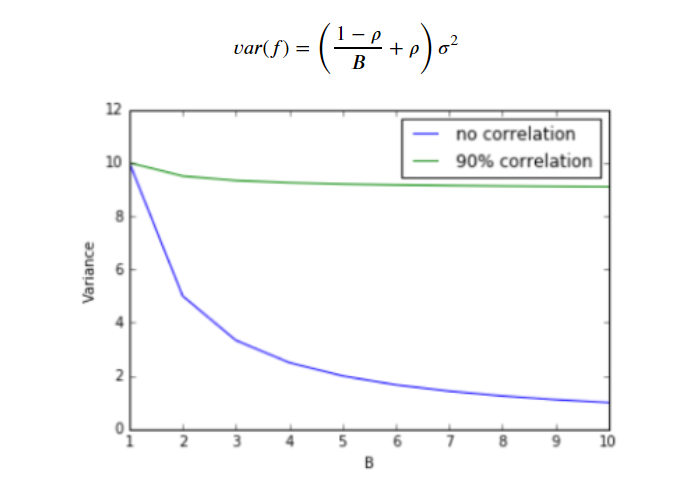 var(f) = ( (1 − ρ) / B + ρ ) σ²
12
no correlation
90% correlation
10
8
6
4
2
0
Variance
1 2 3 4 5 6 7 8 9 10
B